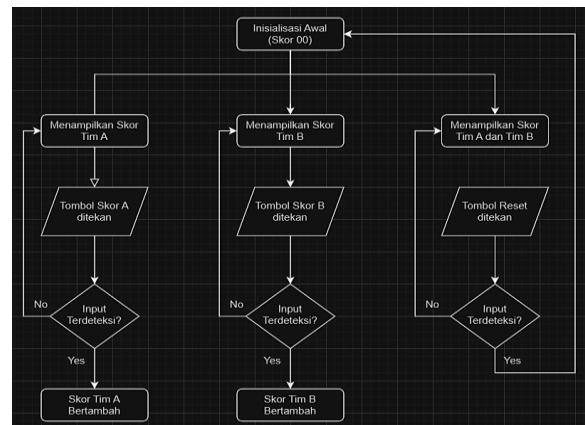 Inisialisasi Awal
(Skor 00)
Menampilkan Skor
Tim A
Menampilkan Skor
Tim B
Menampilkan Skor
Tim A dan Tim B
Tombol Skor A
ditekan
Tombol Skor B
ditekan
Tombol Reset
ditekan
No
Input
Terdeteksi?
No
Input
Terdeteksi?
No
Input
Terdeteksi?
Yes
Yes
Yes
Skor Tim A
Bertambah
Skor Tim B
Bertambah